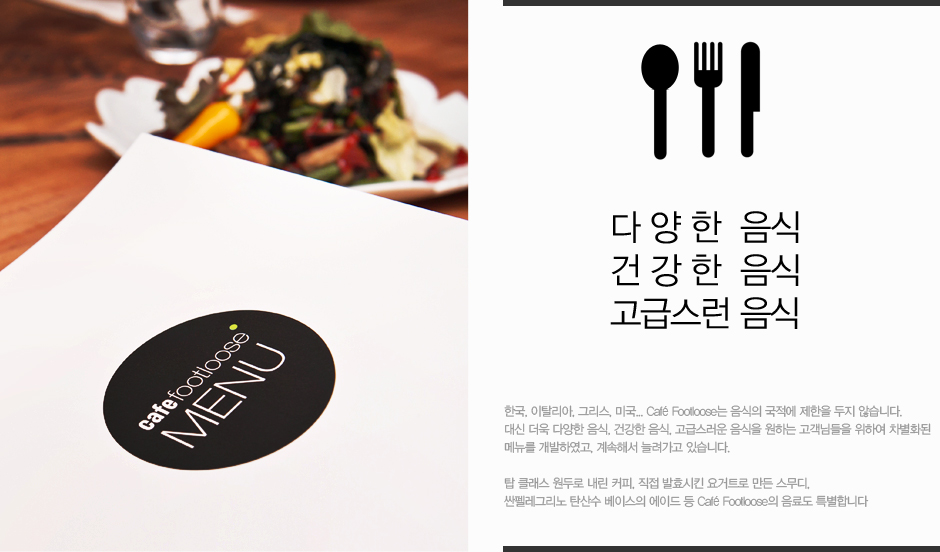 cafefootloose
MENU
다양한 음식
건강한 음식
고급스런 음식
한국, 이탈리아, 그리스, 미국... Café Footloose는 음식의 국적에 제한을 두지 않습니다.
대신 더욱 다양한 음식, 건강한 음식, 고급스러운 음식을 원하는 고객님들을 위하여 차별화된
메뉴를 개발하였고, 계속해서 늘려가고 있습니다.
탑 클래스 원두로 내린 커피, 직접 발효시킨 요거트로 만든 스무디,
싼펠레그리노 탄산수 베이스의 에이드 등 Café Footloose의 음료도 특별합니다